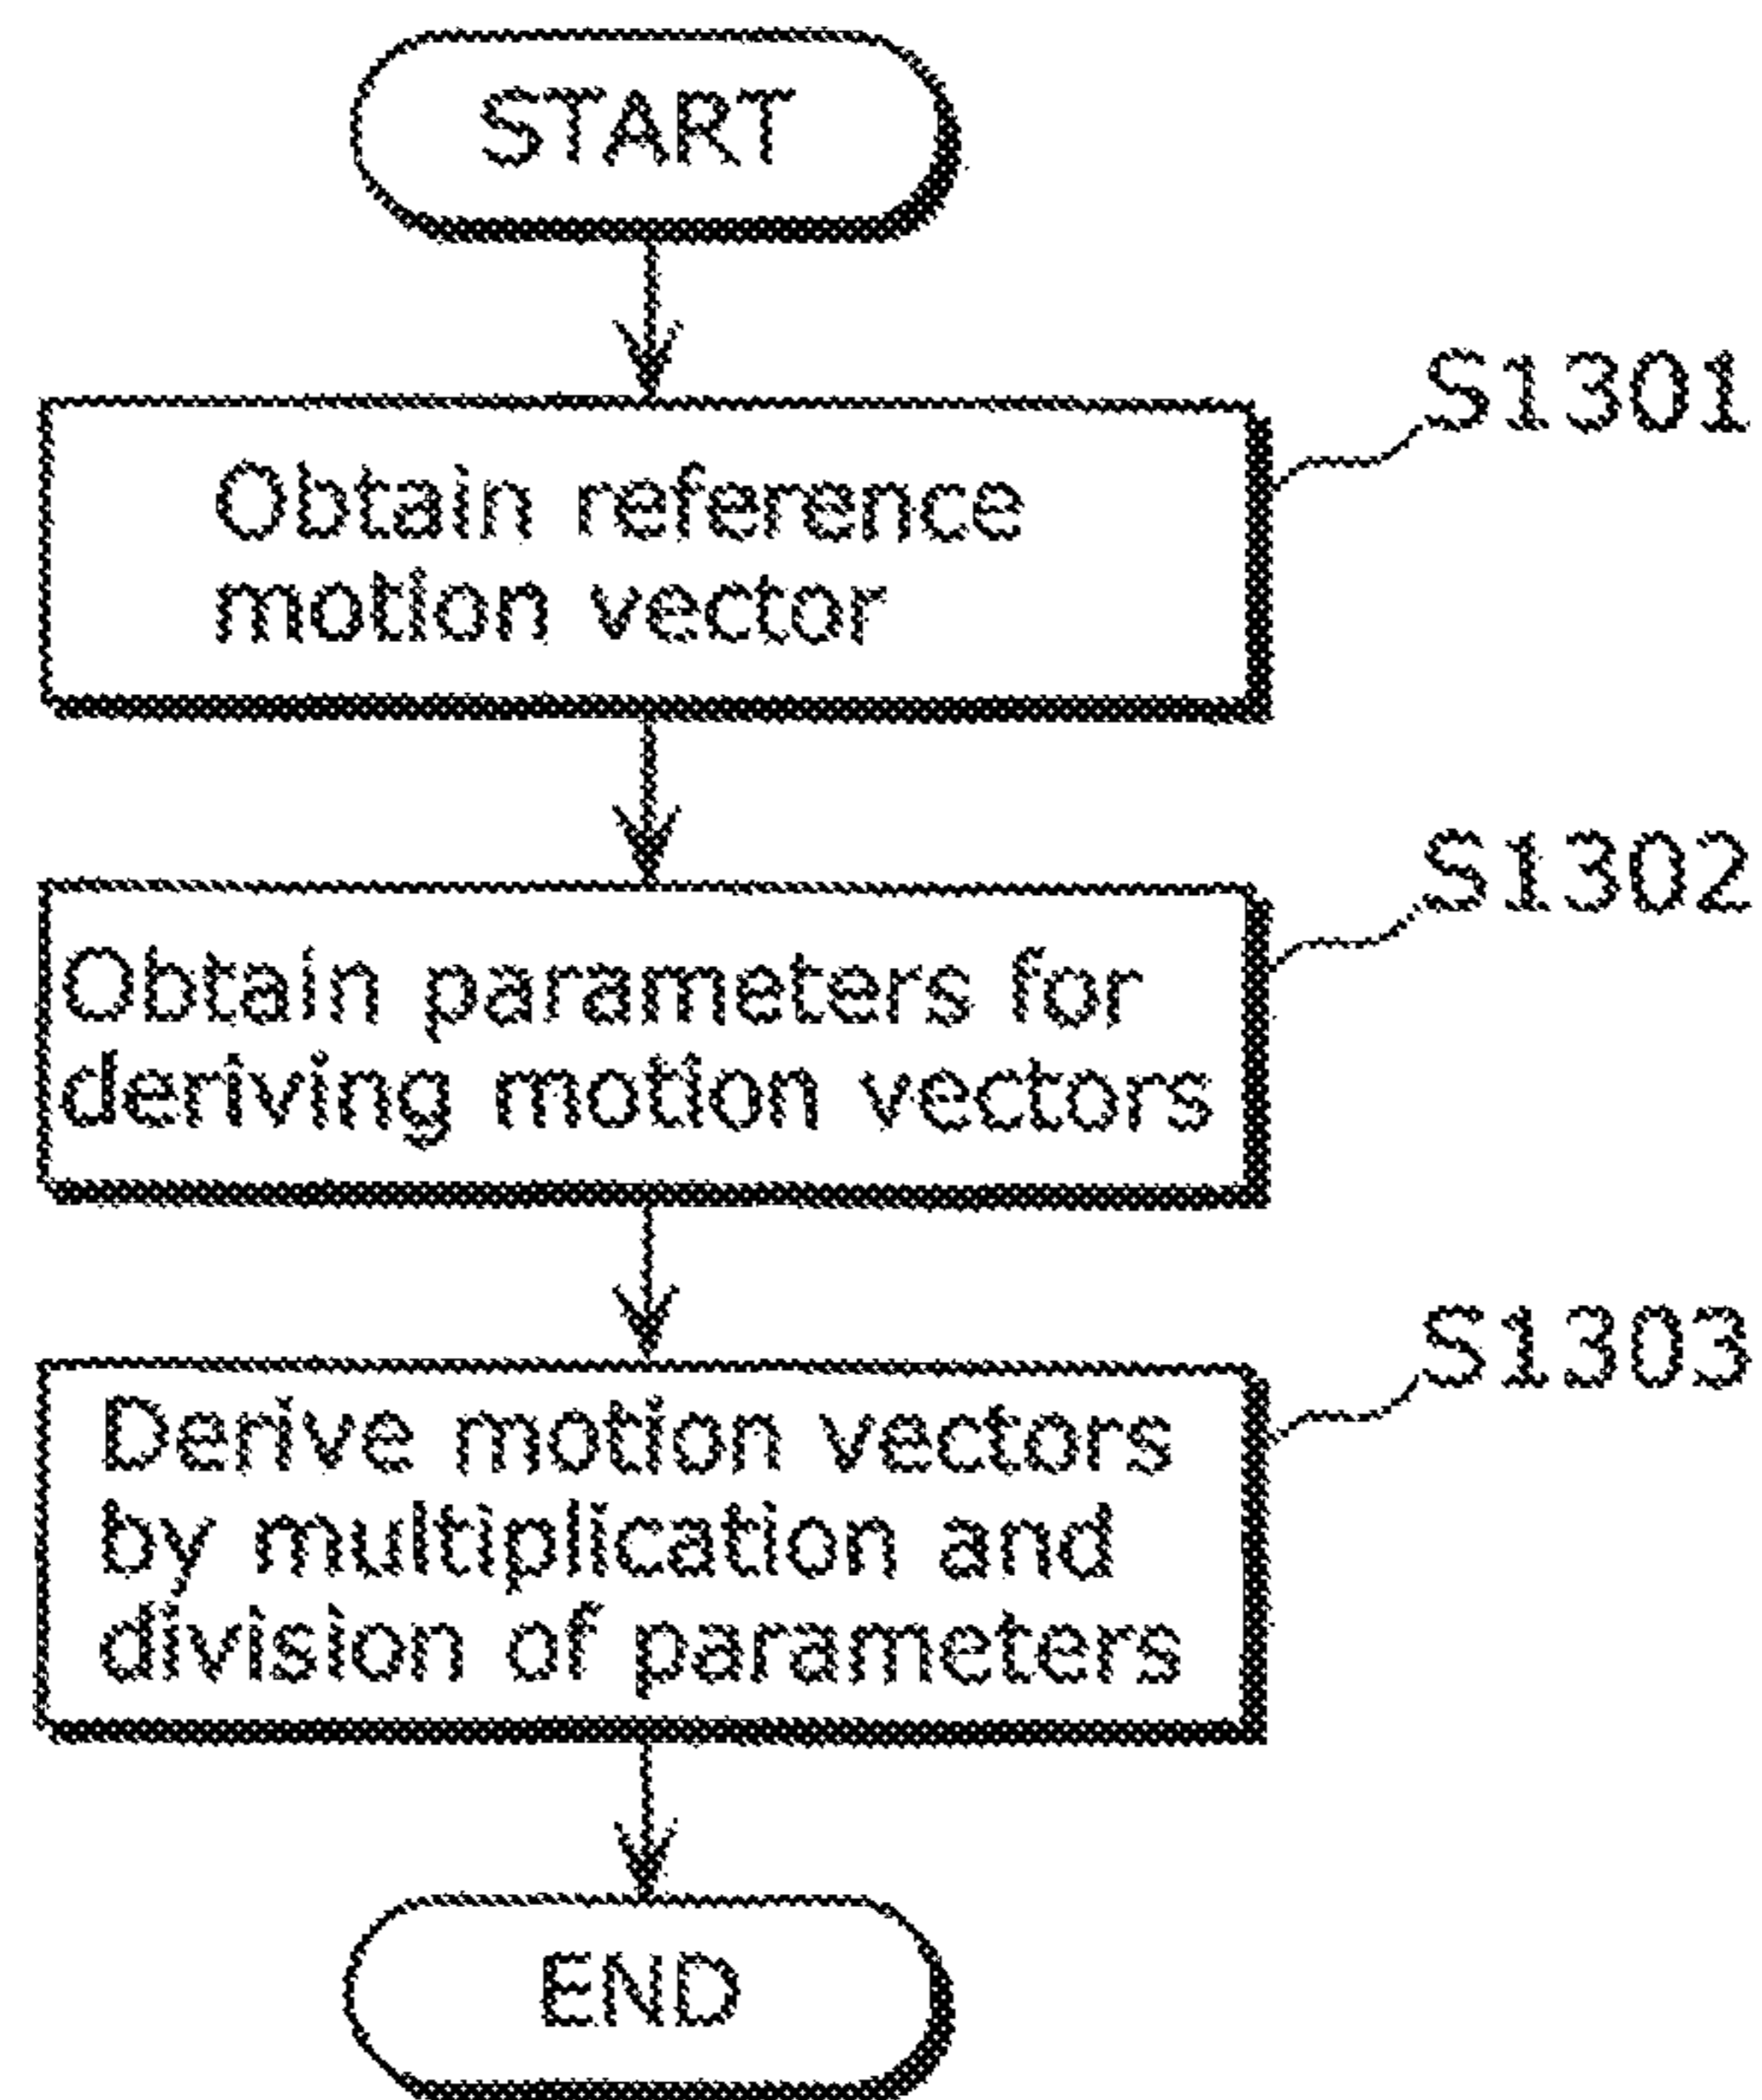 START
S1301
Obtain reference
motion vector
S1302
Obtain parameters for
deriving motion vectors
S1303
Derive motion vectors
by multiplication and
division of parameters
END